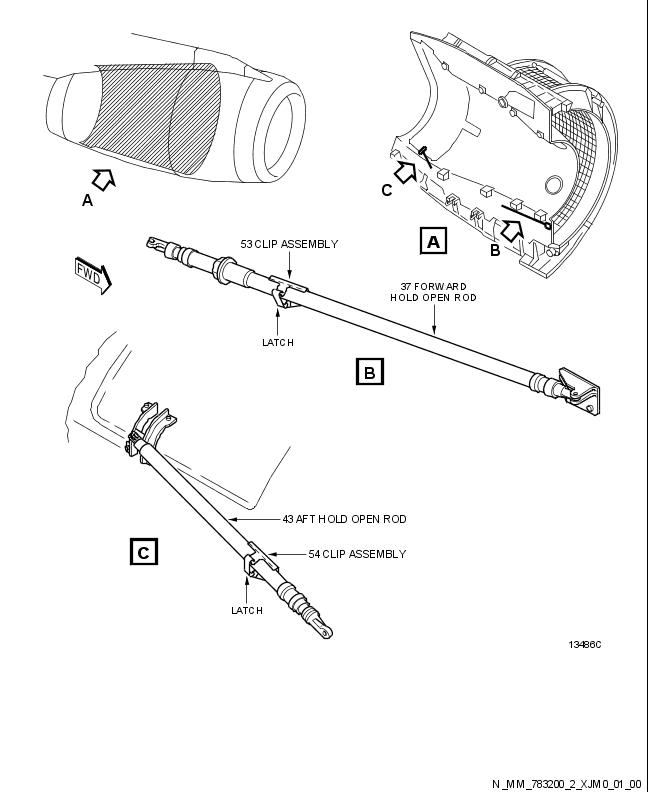 A
C
A
B
53 CLIP ASSEMBLY
FWD
37 FORWARD
HOLD OPEN ROD
LATCH
B
43 AFT HOLD OPEN ROD
C
54 CLIP ASSEMBLY
LATCH
13486C
N_MM_783200_2_XJM0_01_00